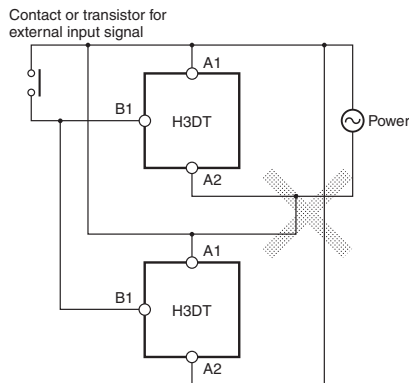 Contact or transistor for
external input signal
A1
B1
H3DT
Power
A2
A1
B1
H3DT
A2